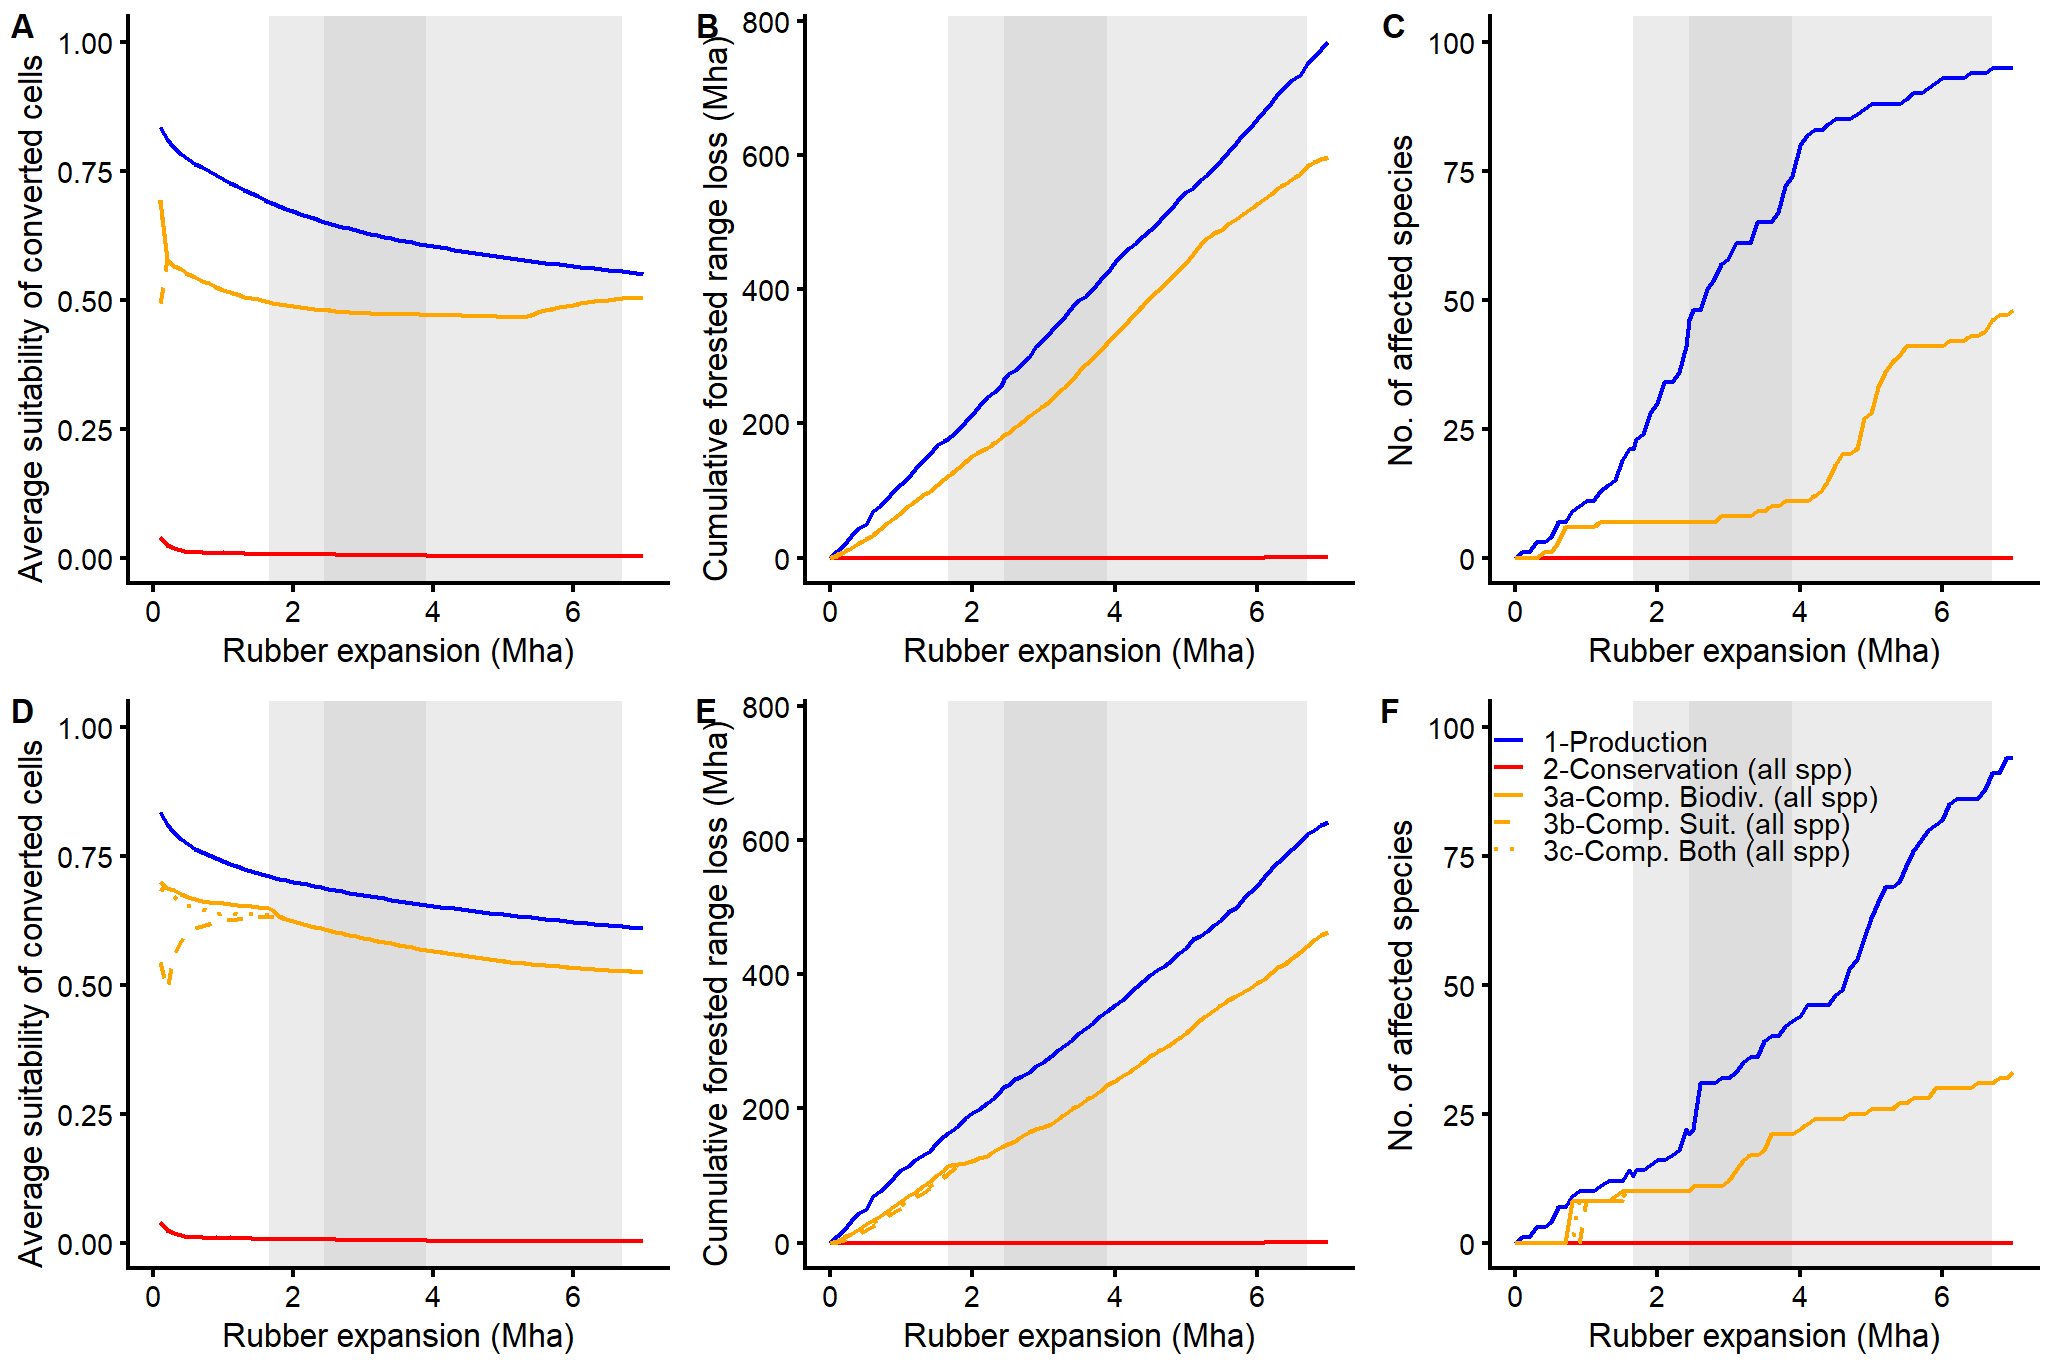 A
Average suitability of converted cells
1.00
0.75
0.50
0.25
0.00
0 2 4 6
Rubber expansion (Mha)
B
Cumulative forested range loss (Mha)
800
600
400
200
0
0 2 4 6
Rubber expansion (Mha)
C
No. of affected species
100
75
50
25
0
0 2 4 6
Rubber expansion (Mha)
D
Average suitability of converted cells
1.00
0.75
0.50
0.25
0.00
0 2 4 6
Rubber expansion (Mha)
E
Cumulative forested range loss (Mha)
800
600
400
200
0
0 2 4 6
Rubber expansion (Mha)
F
No. of affected species
100
75
50
25
0
1-Production
2-Conservation (all spp)
3a-Comp. Biodiv. (all spp)
3b-Comp. Suit. (all spp)
3c-Comp. Both (all spp)
0 2 4 6
Rubber expansion (Mha)